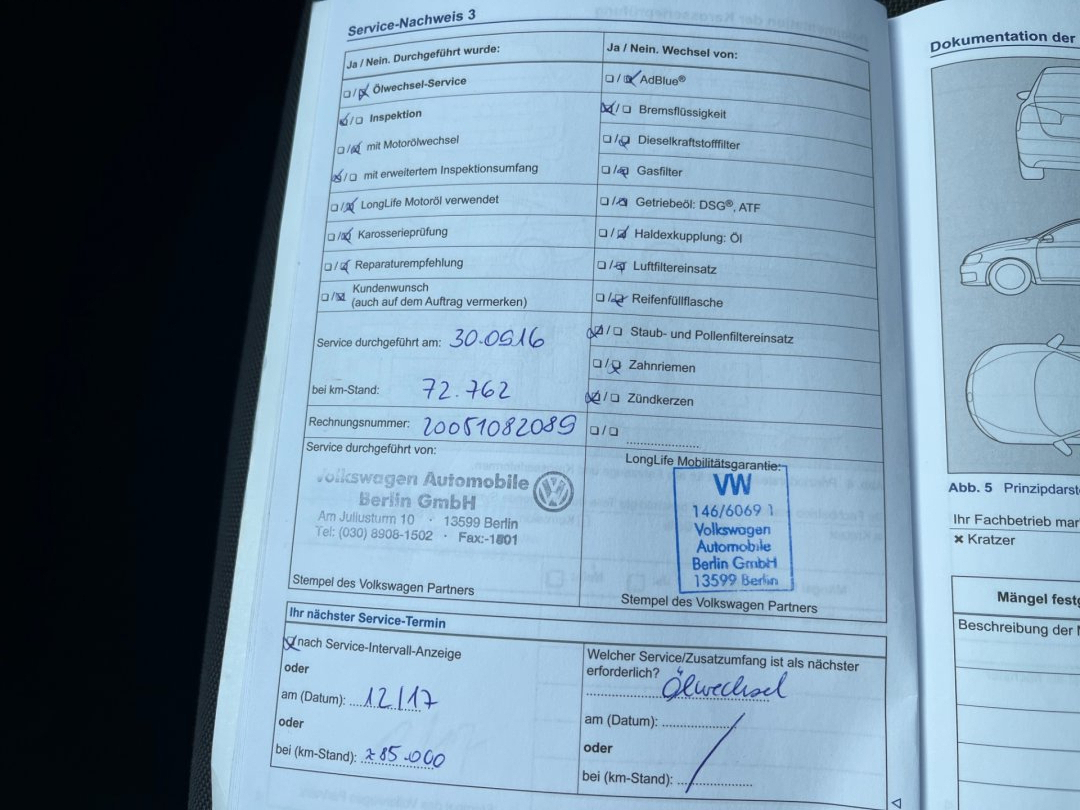 Service-Nachweis 3
Ja / Nein. Durchgeführt wurde:
☐/☒ Ölwechsel-Service
☒/☐ Inspektion
☐/☒ mit Motorölwechsel
☒/☐ mit erweitertem Inspektionsumfang
☐/☒ LongLife Motoröl verwendet
☐/☒ Karosserieprüfung
☐/☒ Reparaturempfehlung
☐/☒ Kundenwunsch
(auch auf dem Auftrag vermerken)
Service durchgeführt am: 30.0916
bei km-Stand: 72.762
Rechnungsnummer: 20051082089
Service durchgeführt von:
Volkswagen Automobile
Berlin GmbH
Am Juliusturm 10 · 13599 Berlin
Tel: (030) 8908-1502 · Fax:-1801
Stempel des Volkswagen Partners
Ja / Nein. Wechsel von:
☐/☒ AdBlue®
☒/☐ Bremsflüssigkeit
☐/☒ Dieselkraftstofffilter
☐/☒ Gasfilter
☐/☒ Getriebeöl: DSG®, ATF
☐/☒ Haldexkupplung: Öl
☐/☒ Luftfiltereinsatz
☐/☒ Reifenfüllflasche
☒/☐ Staub- und Pollenfiltereinsatz
☐/☒ Zahnriemen
☒/☐ Zündkerzen
☐/☐ ....................
LongLife Mobilitätsgarantie:
VW
146/6069 1
Volkswagen
Automobile
Berlin GmbH
13599 Berlin
Stempel des Volkswagen Partners
Ihr nächster Service-Termin
☒ nach Service-Intervall-Anzeige
oder
am (Datum): 12/17
oder
bei (km-Stand): 85.000
Welcher Service/Zusatzumfang ist als nächster
erforderlich?
Ölwechsel
am (Datum): ....................
oder
bei (km-Stand): ....................
Dokumentation der
Abb. 5 Prinzipdarst
Ihr Fachbetrieb mar
× Kratzer
Mängel festg
Beschreibung der